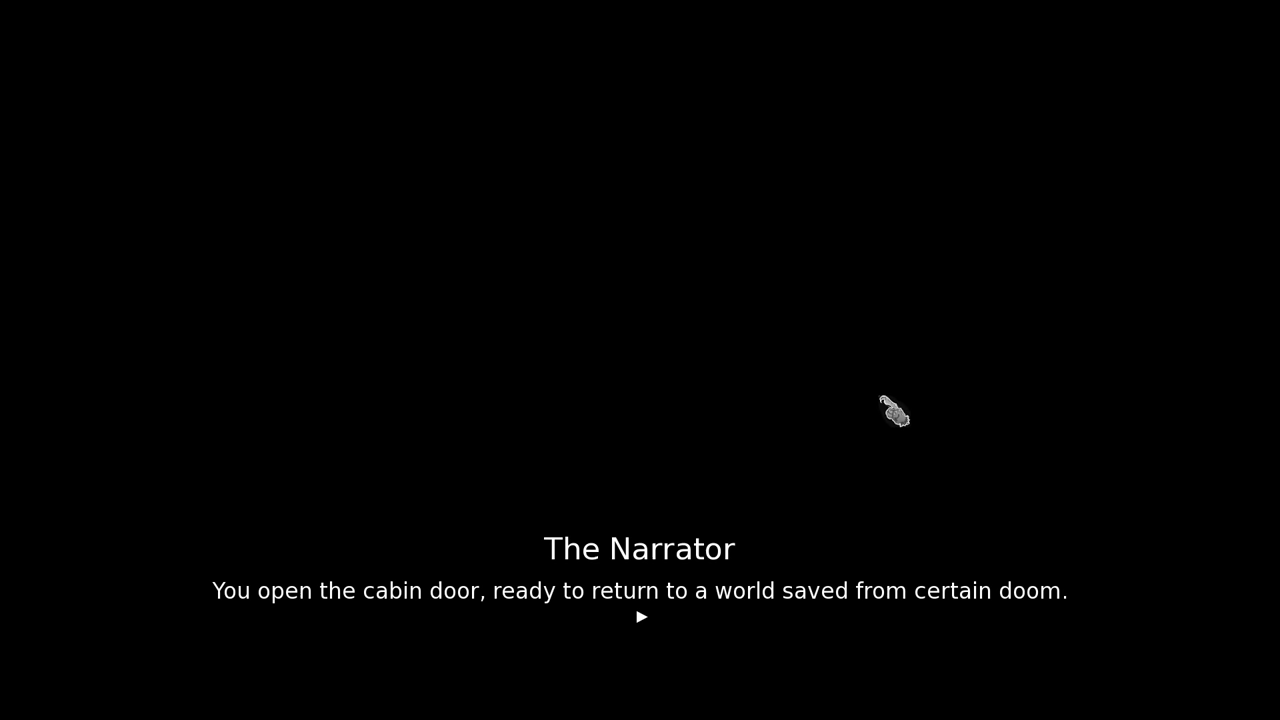 The Narrator
You open the cabin door, ready to return to a world saved from certain doom.